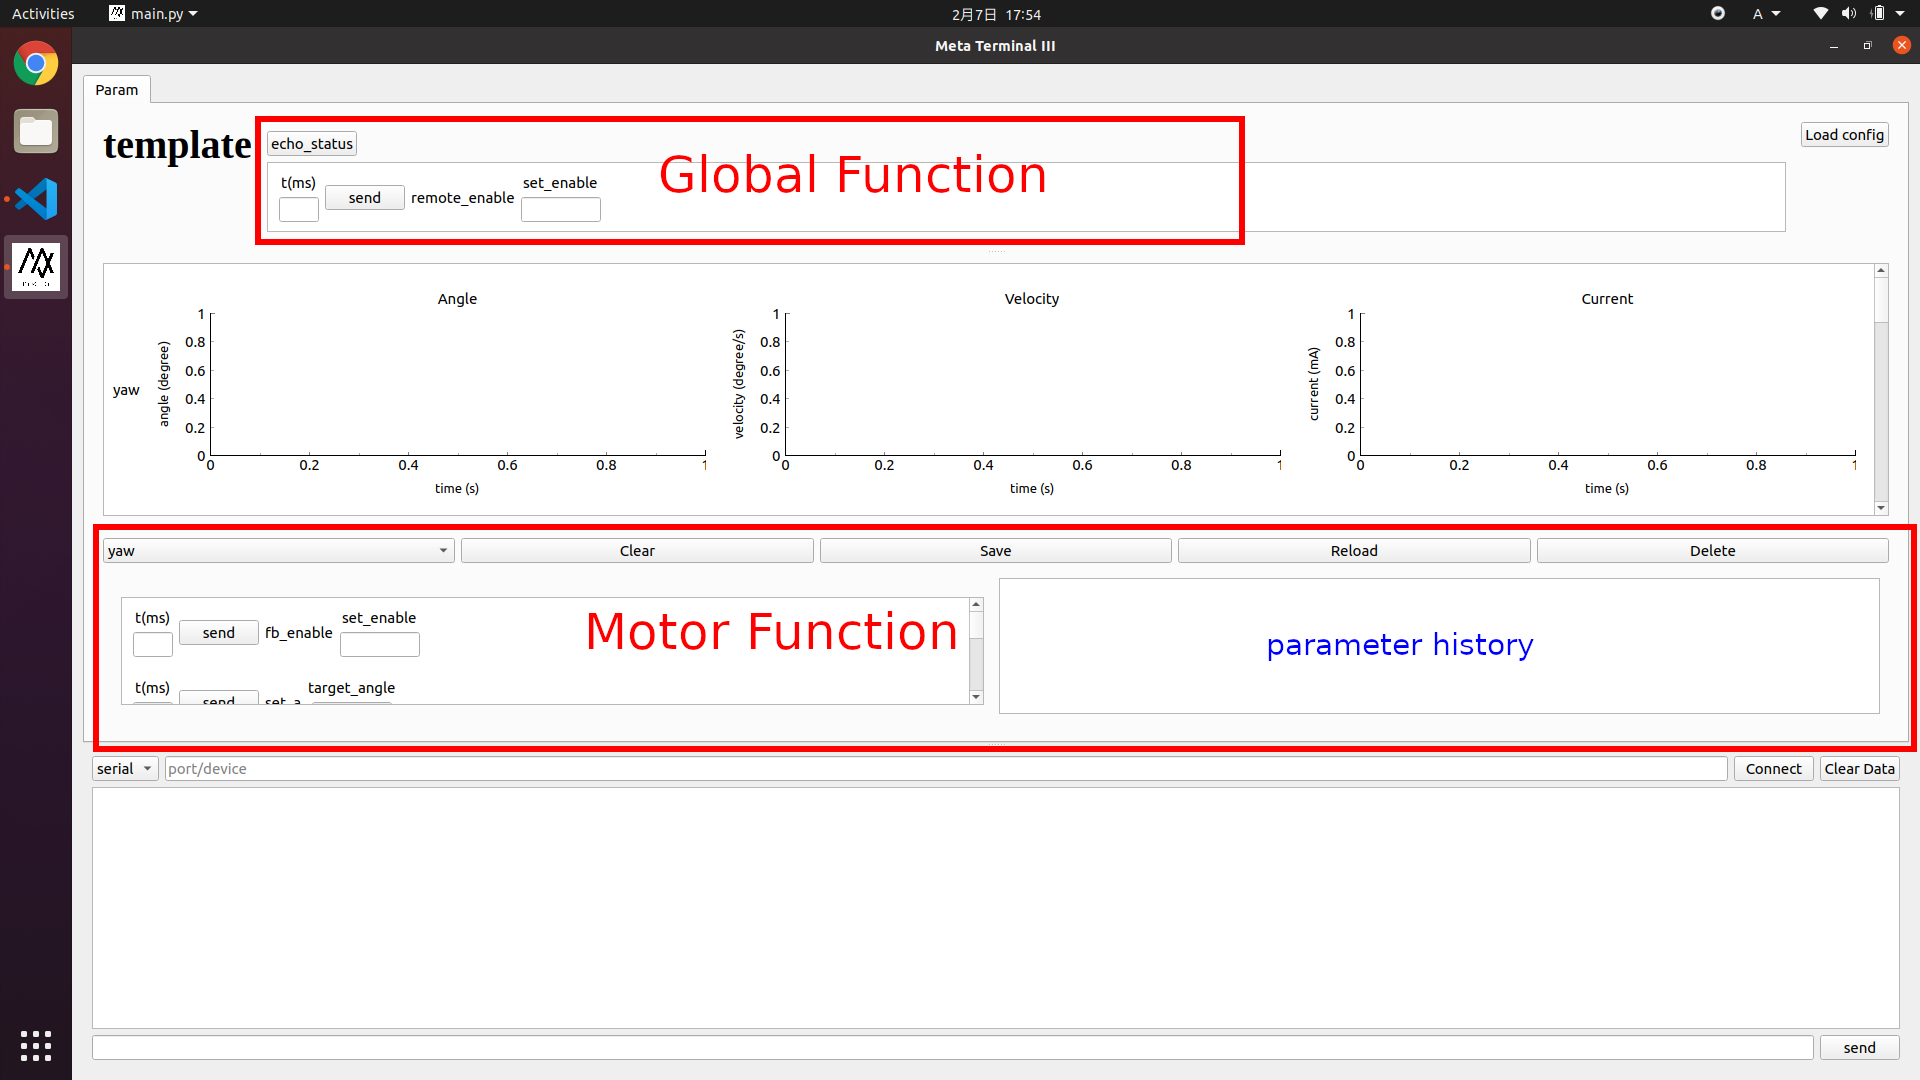 Activities main.py 2月7日 17:54 A
Meta Terminal III
Param
template echo_status Load config
Global Function
t(ms) send remote_enable set_enable
Angle Velocity Current
yaw
angle (degree)
1
0.8
0.6
0.4
0.2
0
0 0.2 0.4 0.6 0.8 1
time (s)
velocity (degree/s)
1
0.8
0.6
0.4
0.2
0
0 0.2 0.4 0.6 0.8 1
time (s)
current (mA)
1
0.8
0.6
0.4
0.2
0
0 0.2 0.4 0.6 0.8 1
time (s)
yaw Clear Save Reload Delete
t(ms) send fb_enable set_enable
Motor Function
parameter history
t(ms) send set_a target_angle
serial port/device Connect Clear Data
send